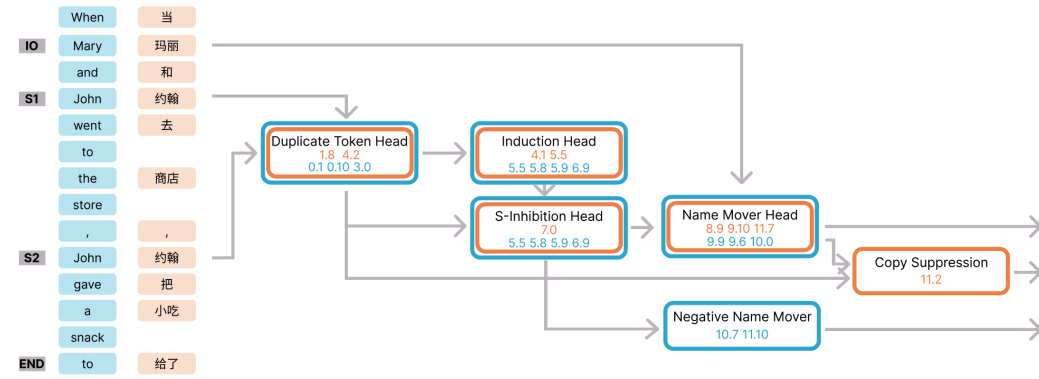 When 当
IO Mary 玛丽
and 和
S1 John 约翰
went 去
to
the 商店
store
, ,
S2 John 约翰
gave 把
a 小吃
snack
END to 给了
Duplicate Token Head
1.8 4.2
0.1 0.10 3.0
Induction Head
4.1 5.5
5.5 5.8 5.9 6.9
S-Inhibition Head
7.0
5.5 5.8 5.9 6.9
Name Mover Head
8.9 9.10 11.7
9.9 9.6 10.0
Copy Suppression
11.2
Negative Name Mover
10.7 11.10